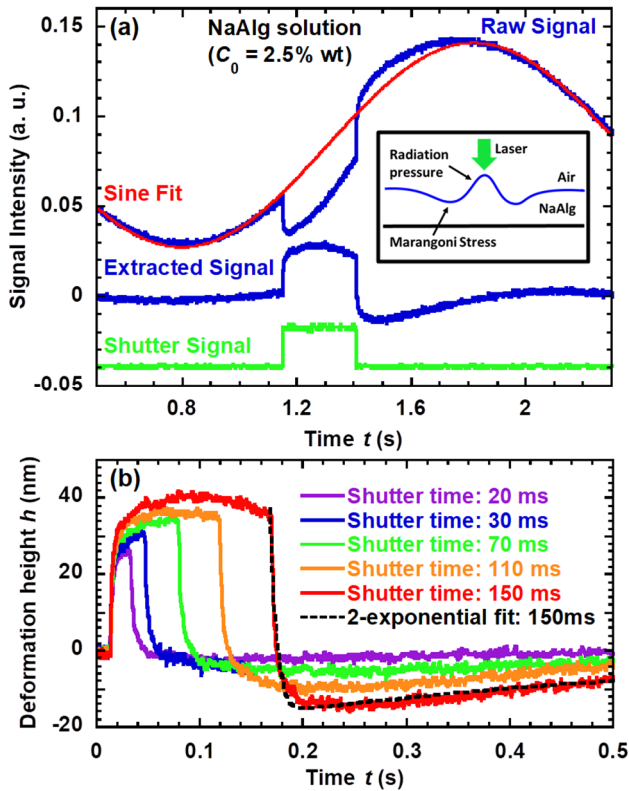 (a)
NaAlg solution
(C0 = 2.5% wt)
Raw Signal
Sine Fit
Extracted Signal
Shutter Signal
Radiation
pressure
Laser
Air
NaAlg
Marangoni Stress
Signal Intensity (a. u.)
0.15
0.10
0.05
0
-0.05
0.8 1.2 1.6 2
Time t (s)
(b)
Shutter time: 20 ms
Shutter time: 30 ms
Shutter time: 70 ms
Shutter time: 110 ms
Shutter time: 150 ms
2-exponential fit: 150ms
Deformation height h (nm)
40
20
0
-20
0 0.1 0.2 0.3 0.4 0.5
Time t (s)